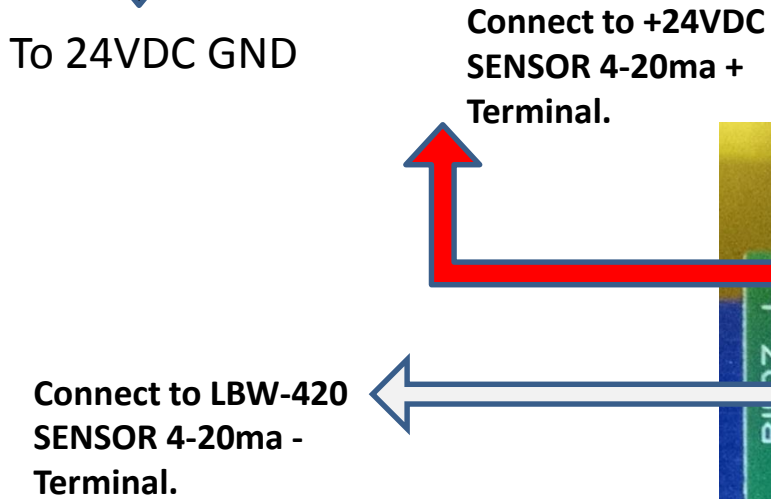 To 24VDC GND
Connect to +24VDC
SENSOR 4-20ma +
Terminal.
Connect to LBW-420
SENSOR 4-20ma -
Terminal.